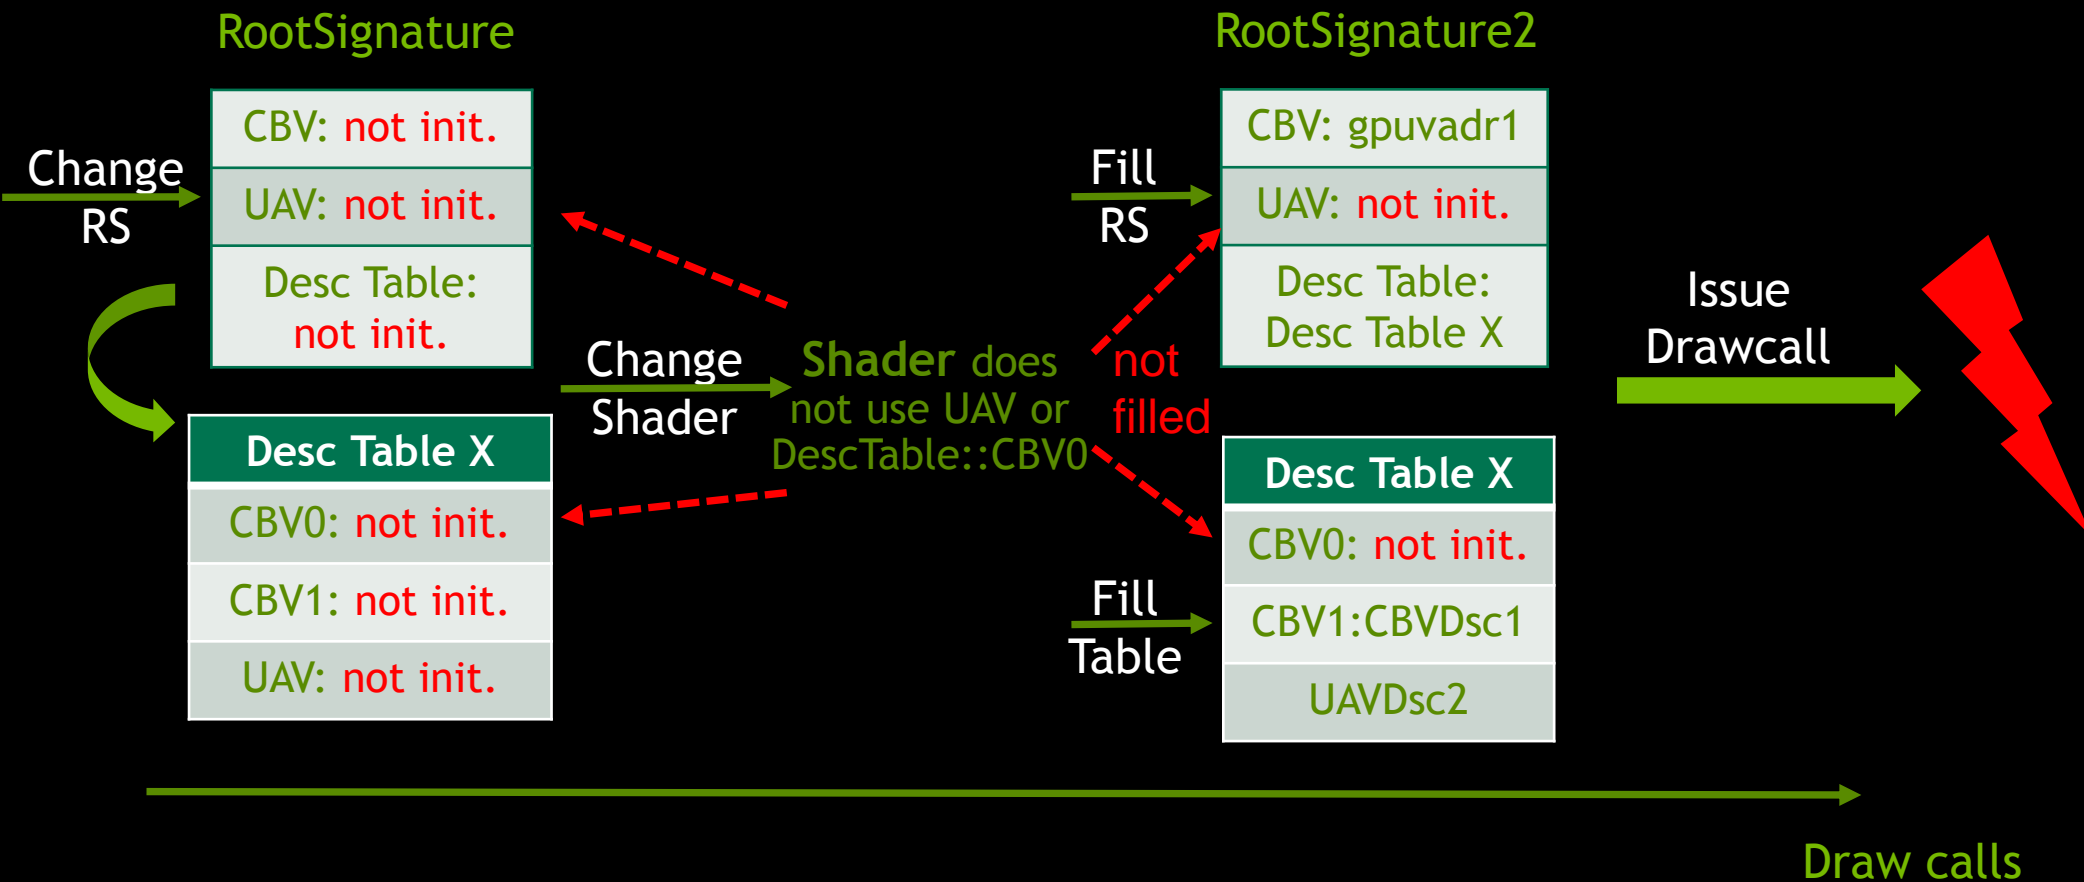 RootSignature
Change
RS
CBV: not init.
UAV: not init.
Desc Table:
not init.
Desc Table X
CBV0: not init.
CBV1: not init.
UAV: not init.
Change
Shader
Shader does
not use UAV or
DescTable::CBV0
not
filled
RootSignature2
Fill
RS
CBV: gpuvadr1
UAV: not init.
Desc Table:
Desc Table X
Fill
Table
Desc Table X
CBV0: not init.
CBV1:CBVDsc1
UAVDsc2
Issue
Drawcall
Draw calls